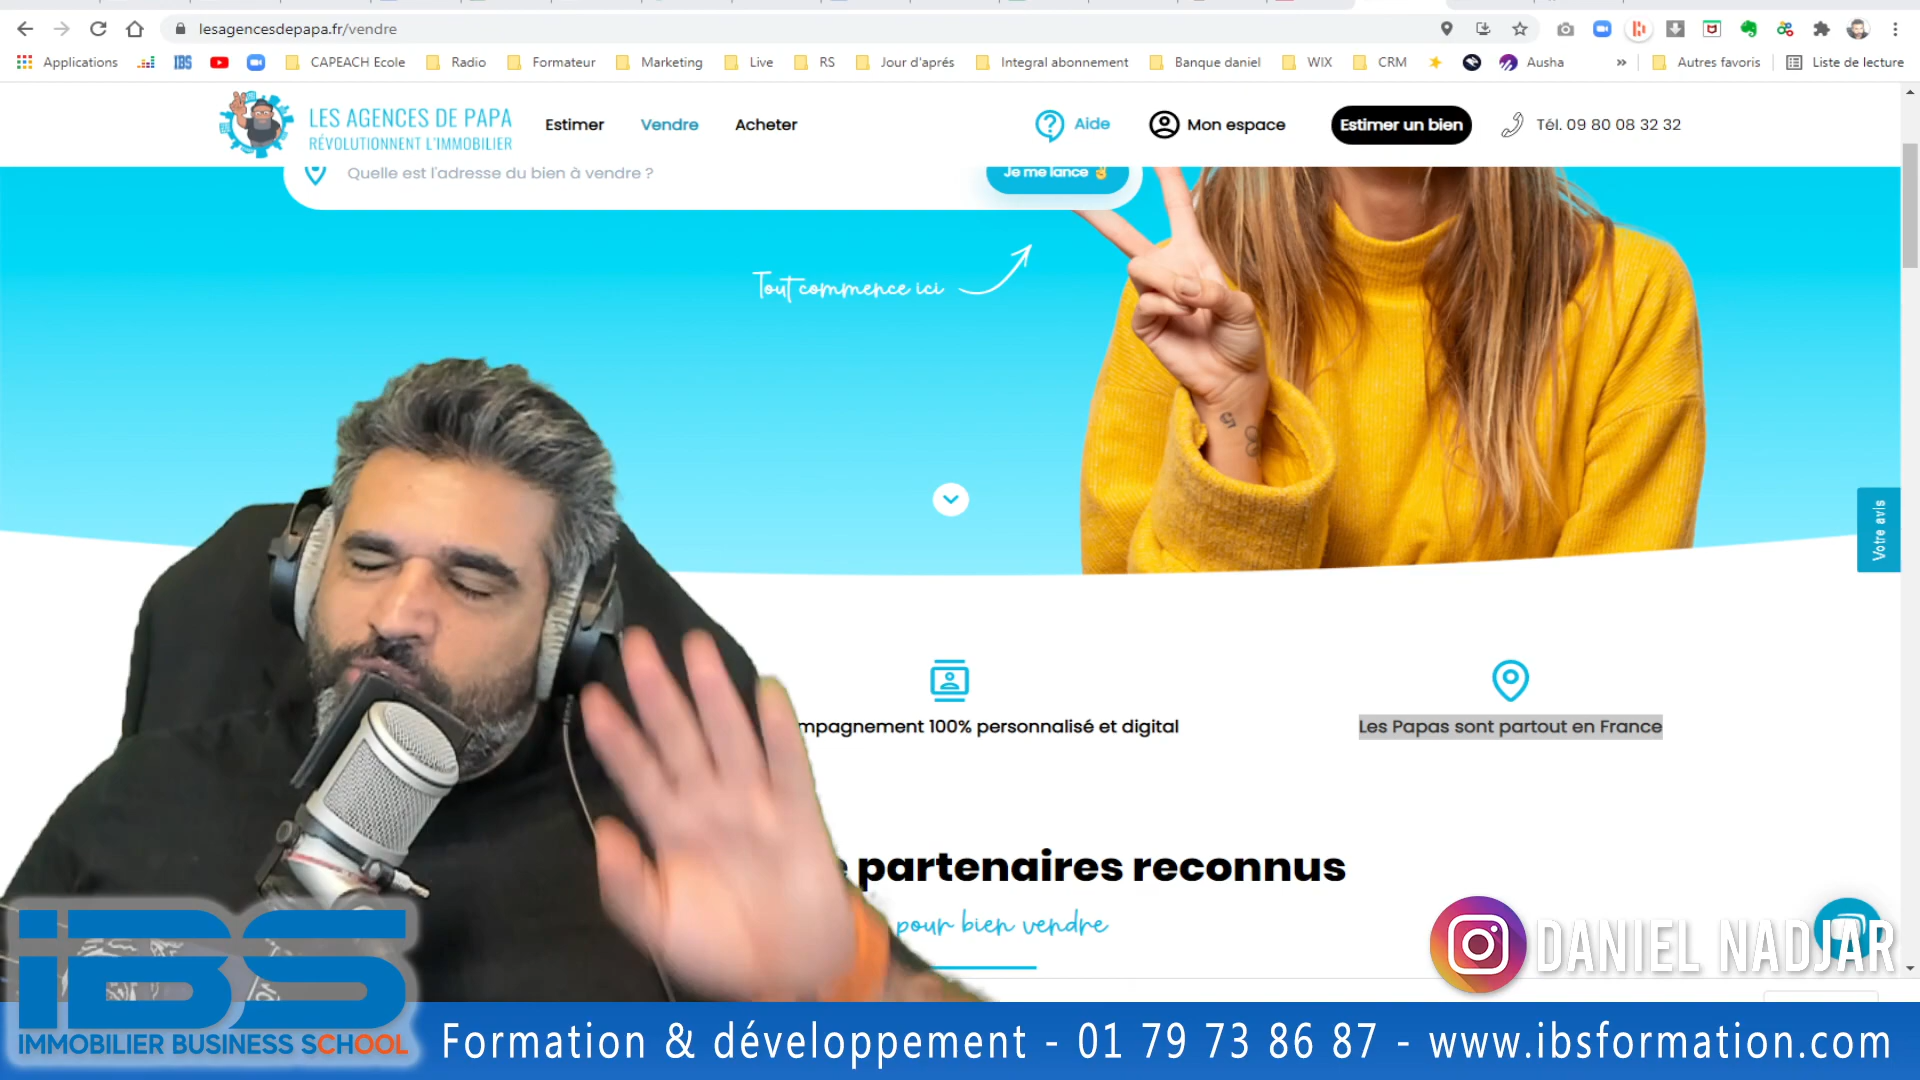 lesagencesdepapa.fr/vendre
Applications
IBS
CAPEACH Ecole
Radio
Formateur
Marketing
Live
RS
Jour d'aprés
Integral abonnement
Banque daniel
WIX
CRM
Ausha
»
Autres favoris
Liste de lecture
LES AGENCES DE PAPA
RÉVOLUTIONNENT L'IMMOBILIER
Estimer
Vendre
Acheter
Aide
Mon espace
Estimer un bien
Tél. 09 80 08 32 32
Quelle est l'adresse du bien à vendre ?
Je me lance
Tout commence ici
Votre avis
mpagnement 100% personnalisé et digital
Les Papas sont partout en France
partenaires reconnus
pour bien vendre
DANIEL NADJAR
iBS
IMMOBILIER BUSINESS SCHOOL
Formation & développement - 01 79 73 86 87 - www.ibsformation.com